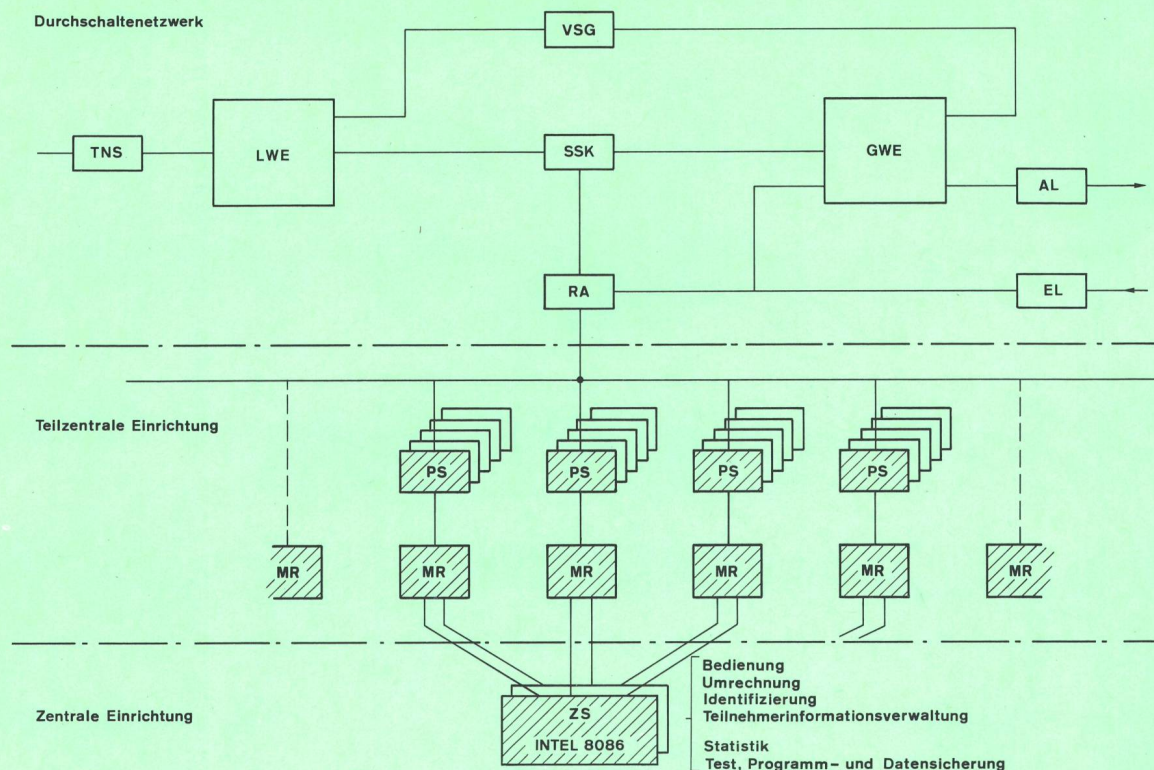 Durchschaltenetzwerk
VSG
TNS
LWE
SSK
GWE
AL
RA
EL
Teilzentrale Einrichtung
PS
PS
PS
PS
MR
MR
MR
MR
MR
MR
Zentrale Einrichtung
ZS
INTEL 8086
Bedienung
Umrechnung
Identifizierung
Teilnehmerinformationsverwaltung
Statistik
Test, Programm- und Datensicherung